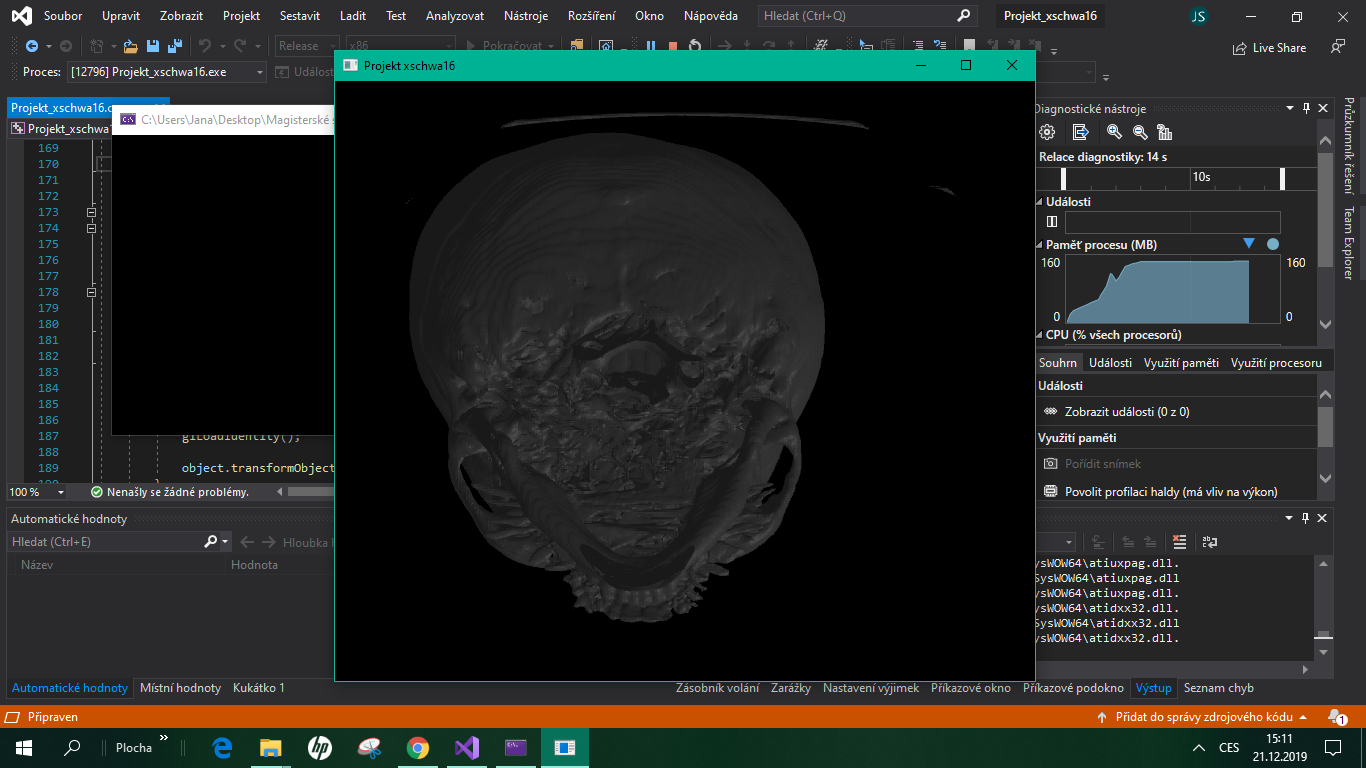 Soubor Upravit Zobrazit Projekt Sestavit Ladit Test Analyzovat Nástroje Rozšíření Okno Nápověda Hledat (Ctrl+Q) Projekt_xschwa16 JS
Release x86 Pokračovat Live Share
Proces: [12796] Projekt_xschwa16.exe Událost
Projekt xschwa16
Projekt_xschwa16.c
C:\Users\Jana\Desktop\Magisterské s
Projekt_xschwa1
169
170
171
172
173
174
175
176
177
178
179
180
181
182
183
184
185
186
187 glLoadIdentity();
188
189 object.transformObject
100 % Nenašly se žádné problémy.
Diagnostické nástroje
Relace diagnostiky: 14 s
10s
Události
Paměť procesu (MB)
160 160
0 0
CPU (% všech procesorů)
Souhrn Události Využití paměti Využití procesoru
Události
Zobrazit události (0 z 0)
Využití paměti
Pořídit snímek
Povolit profilaci haldy (má vliv na výkon)
Průzkumník řešení
Team Explorer
Automatické hodnoty
Hledat (Ctrl+E) Hloubka
Název Hodnota
ysWOW64\atiuxpag.dll.
SysWOW64\atiuxpag.dll
ysWOW64\atiuxpag.dll.
ysWOW64\atidxx32.dll.
SysWOW64\atidxx32.dll
ysWOW64\atidxx32.dll.
Automatické hodnoty Místní hodnoty Kukátko 1
Zásobník volání Zarážky Nastavení výjimek Příkazové okno Příkazové podokno Výstup Seznam chyb
Připraven Přidat do správy zdrojového kódu 1
Plocha CES 15:11
21.12.2019